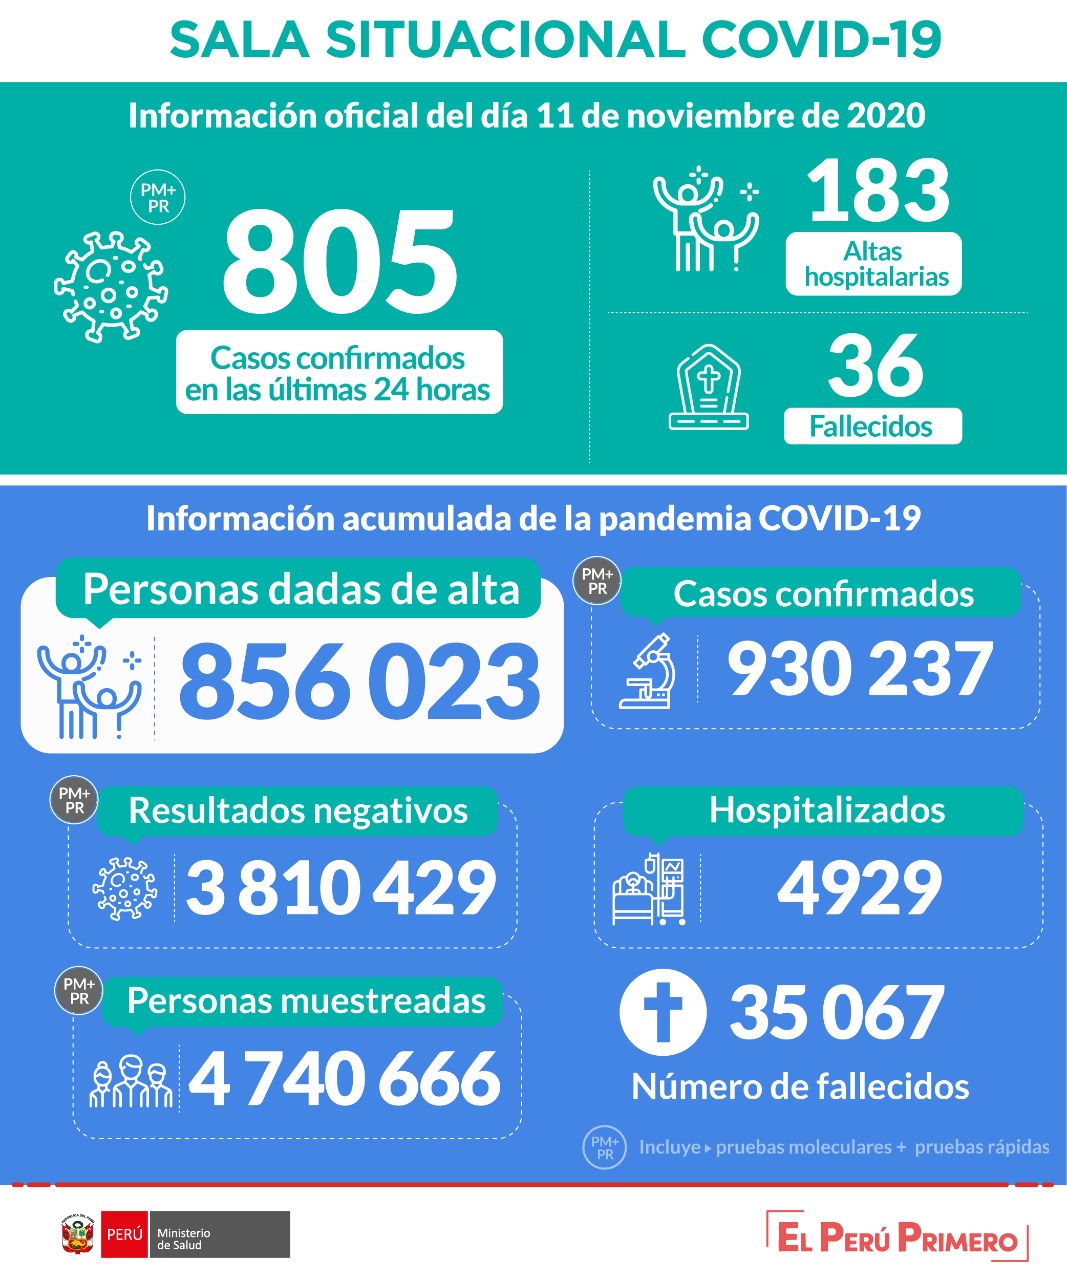 SALA SITUACIONAL COVID-19
Información oficial del día 11 de noviembre de 2020
PM+
PR
805
Casos confirmados
en las últimas 24 horas
183
Altas
hospitalarias
36
Fallecidos
Información acumulada de la pandemia COVID-19
Personas dadas de alta
856 023
PM+
PR
Casos confirmados
930 237
PM+
PR
Resultados negativos
3 810 429
Hospitalizados
4929
PM+
PR
Personas muestreadas
4 740 666
35 067
Número de fallecidos
PM+
PR
Incluye ▸ pruebas moleculares + pruebas rápidas
PERÚ
Ministerio
de Salud
EL PERÚ PRIMERO